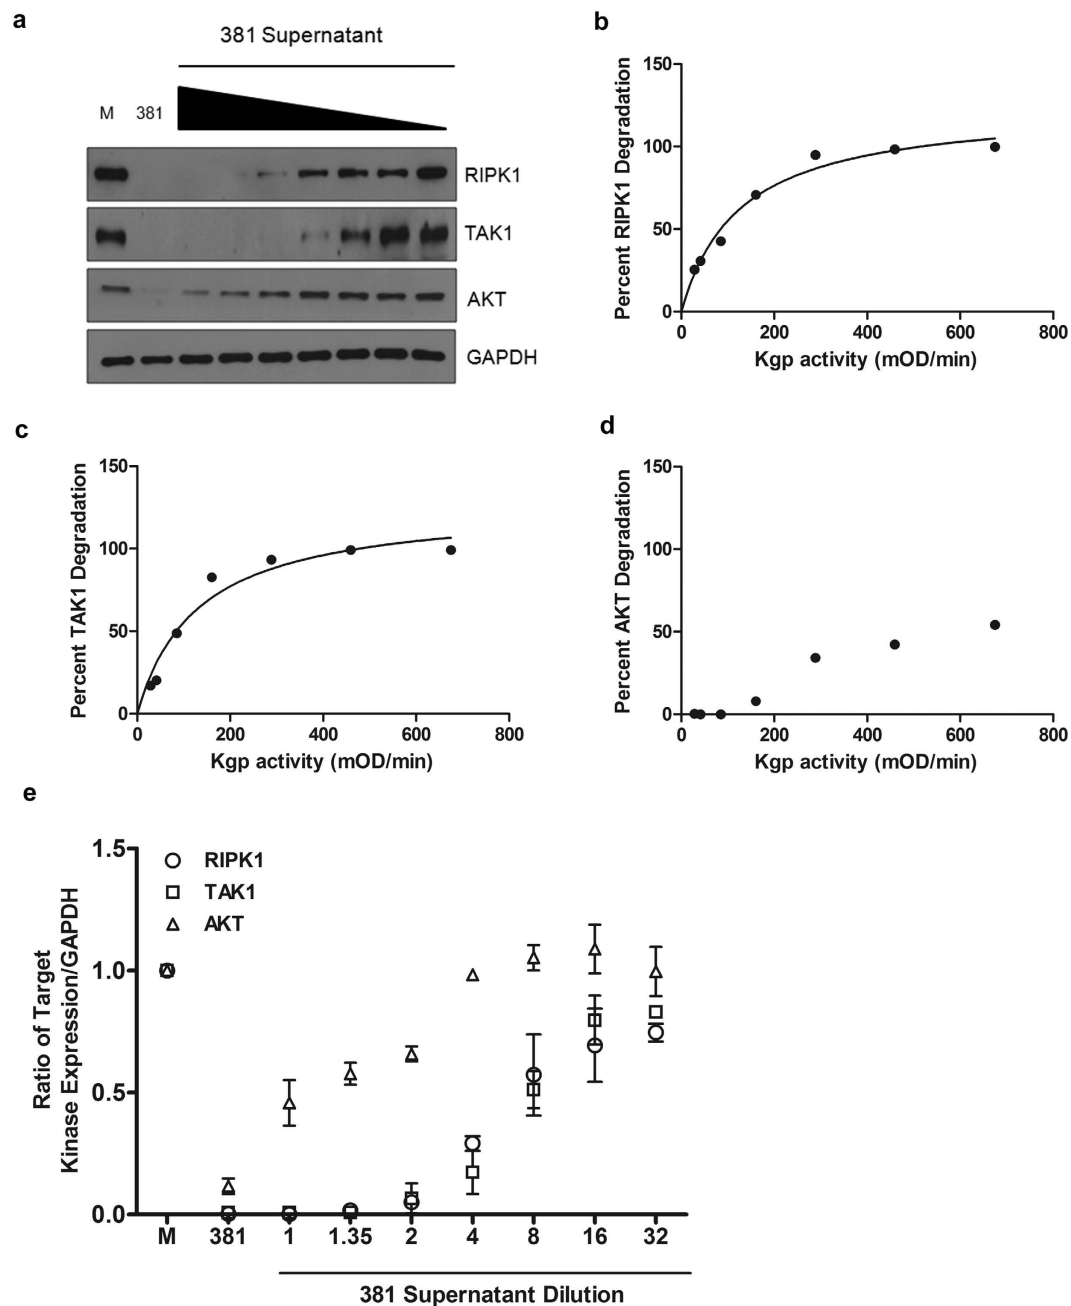 a
381 Supernatant
M 381
RIPK1
TAK1
AKT
GAPDH
b
Percent RIPK1 Degradation
150
100
50
0
0 200 400 600 800
Kgp activity (mOD/min)
c
Percent TAK1 Degradation
150
100
50
0
0 200 400 600 800
Kgp activity (mOD/min)
d
Percent AKT Degradation
150
100
50
0
0 200 400 600 800
Kgp activity (mOD/min)
e
Ratio of Target
Kinase Expression/GAPDH
1.5
1.0
0.5
0.0
RIPK1
TAK1
AKT
M 381 1 1.35 2 4 8 16 32
381 Supernatant Dilution